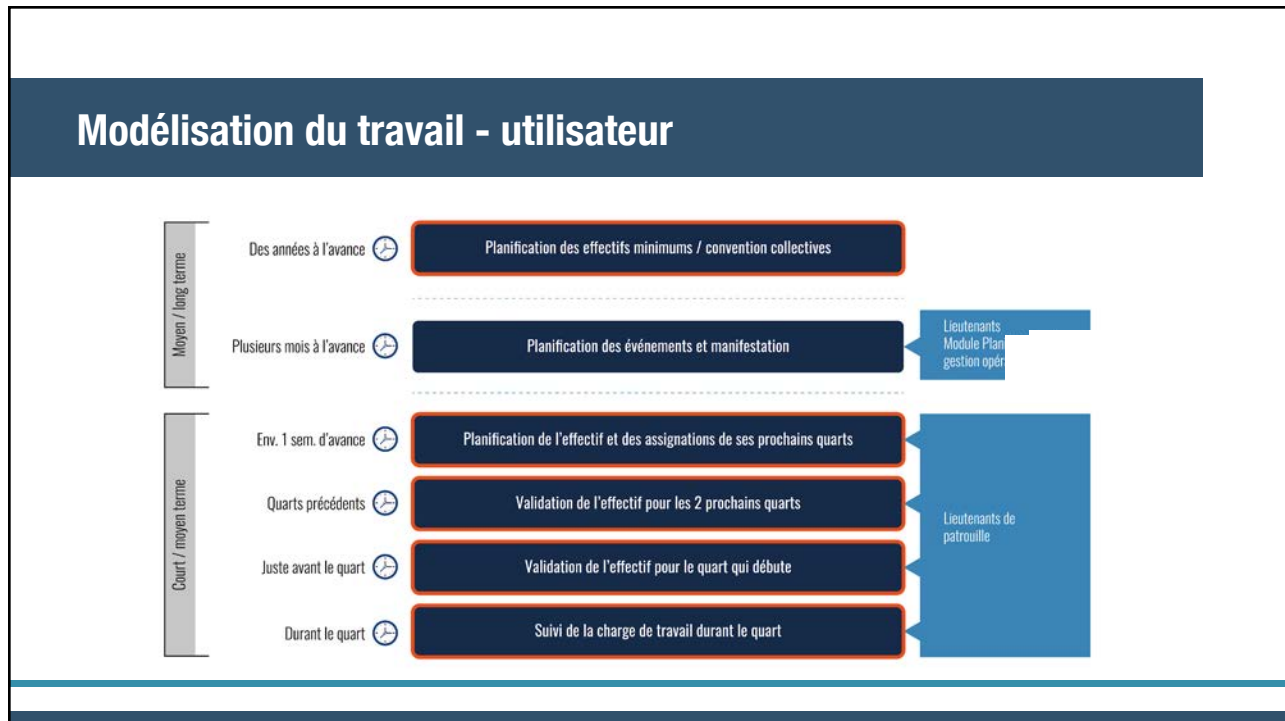 Modélisation du travail - utilisateur
Moyen / long terme
Des années à l'avance
Planification des effectifs minimums / convention collectives
Plusieurs mois à l'avance
Planification des événements et manifestation
Lieutenants
Module
gestion
Court / moyen terme
Env. 1 sem. d'avance
Planification de l'effectif et des assignations de ses prochains quarts
Quarts précédents
Validation de l'effectif pour les 2 prochains quarts
Juste avant le quart
Validation de l'effectif pour le quart qui débute
Durant le quart
Suivi de la charge de travail durant le quart
Lieutenants de
patrouille